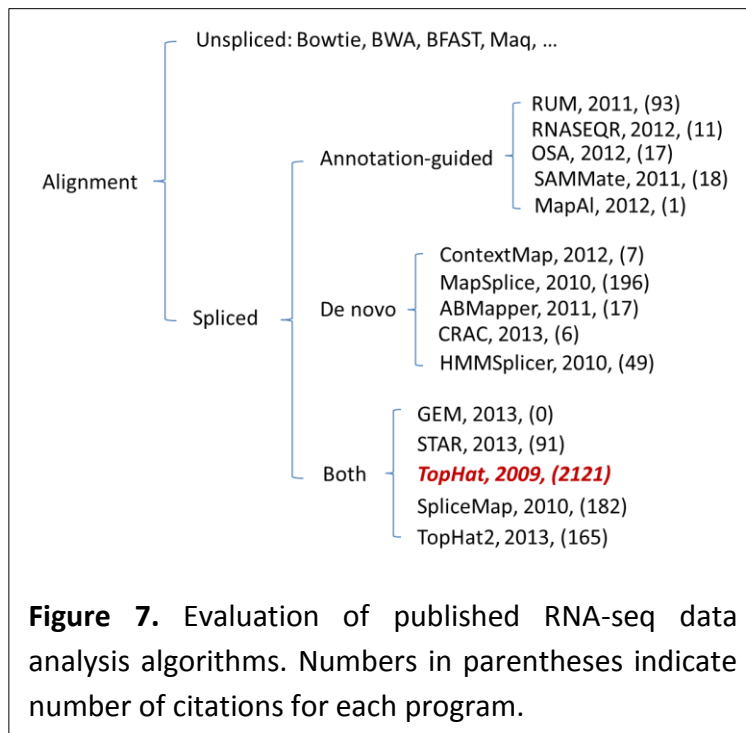 Unspliced: Bowtie, BWA, BFAST, Maq, …
Alignment
Spliced
Annotation-guided
RUM, 2011, (93)
RNASEQR, 2012, (11)
OSA, 2012, (17)
SAMMate, 2011, (18)
MapAl, 2012, (1)
De novo
ContextMap, 2012, (7)
MapSplice, 2010, (196)
ABMapper, 2011, (17)
CRAC, 2013, (6)
HMMSplicer, 2010, (49)
Both
GEM, 2013, (0)
STAR, 2013, (91)
TopHat, 2009, (2121)
SpliceMap, 2010, (182)
TopHat2, 2013, (165)
Figure 7. Evaluation of published RNA-seq data
analysis algorithms. Numbers in parentheses indicate
number of citations for each program.